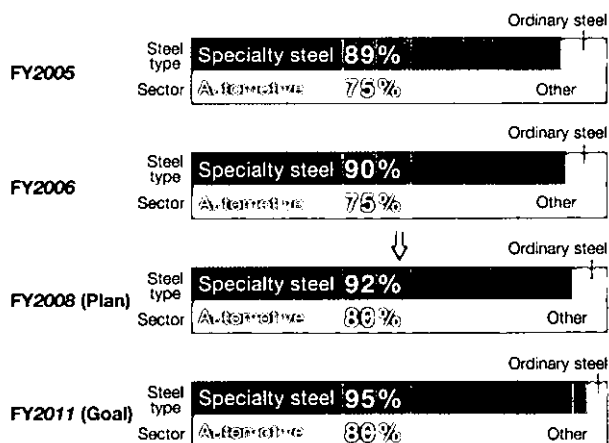 Ordinary steel
FY2005
Steel type
Specialty steel 89%
Sector
Automotive 75%
Other
Ordinary steel
FY2006
Steel type
Specialty steel 90%
Sector
Automotive 75%
Other
Ordinary steel
FY2008 (Plan)
Steel type
Specialty steel 92%
Sector
Automotive 80%
Other
Ordinary steel
FY2011 (Goal)
Steel type
Specialty steel 95%
Sector
Automotive 80%
Other